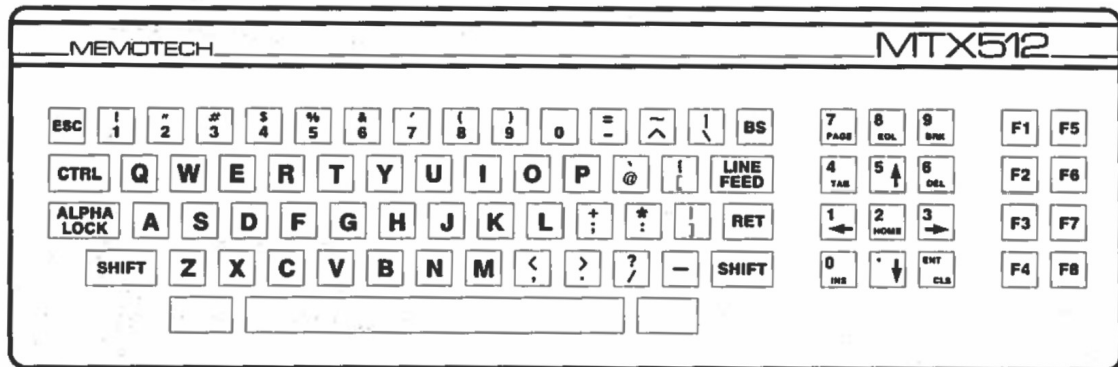 MEMOTECH MTX512
ESC ! 1 " 2 # 3 $ 4 % 5 & 6 ' 7 ( 8 ) 9 0 = - ~ ^ | \ BS 7 PAGE 8 EOL 9 BRK F1 F5
CTRL Q W E R T Y U I O P ` @ { [ LINE FEED 4 TAB 5 ↑ 6 DEL F2 F6
ALPHA LOCK A S D F G H J K L + ; * : } ] RET 1 ← 2 HOME 3 → F3 F7
SHIFT Z X C V B N M < , > . ? / — SHIFT 0 INS . ↓ ENT CLS F4 F8